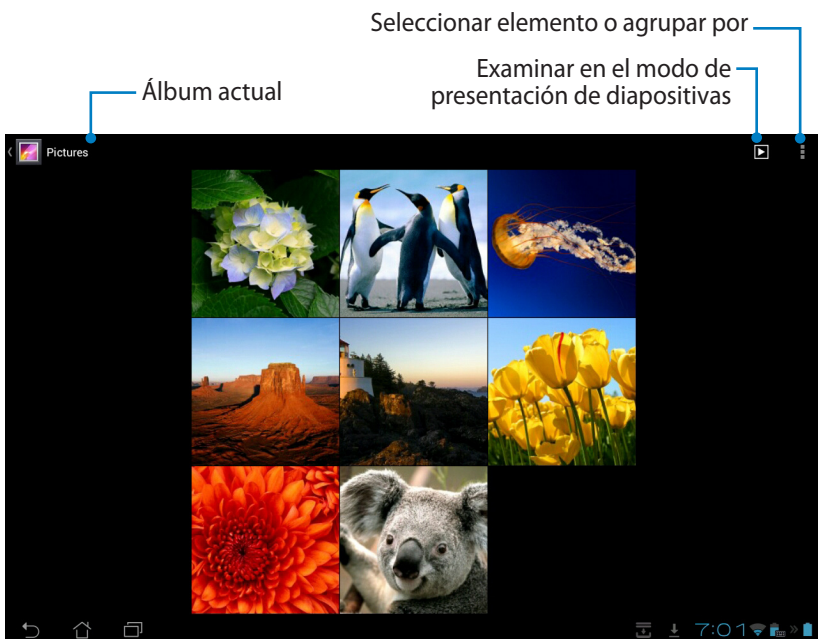 Seleccionar elemento o agrupar por
Examinar en el modo de
presentación de diapositivas
Álbum actual
Pictures
7:01